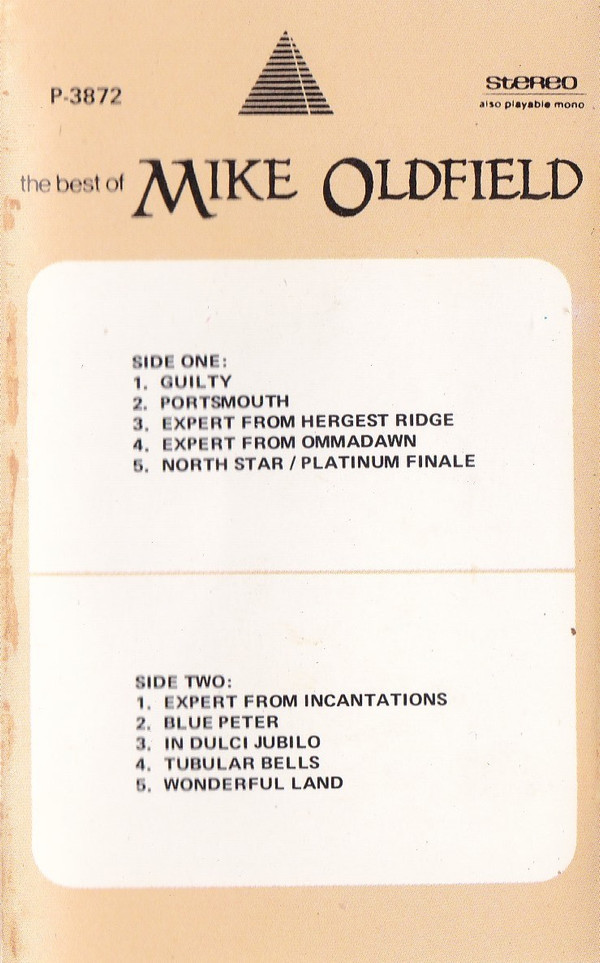 P-3872
stereo
also playable mono
the best of MIKE OLDFIELD
SIDE ONE:
1. GUILTY
2. PORTSMOUTH
3. EXPERT FROM HERGEST RIDGE
4. EXPERT FROM OMMADAWN
5. NORTH STAR / PLATINUM FINALE
SIDE TWO:
1. EXPERT FROM INCANTATIONS
2. BLUE PETER
3. IN DULCI JUBILO
4. TUBULAR BELLS
5. WONDERFUL LAND